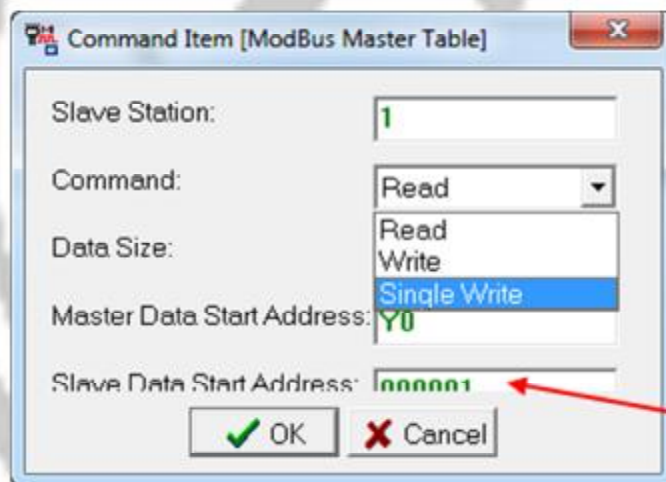 Command Item [ModBus Master Table]
Slave Station: 1
Command: Read
Read
Data Size:
Write
Single Write
Master Data Start Address: Y0
Slave Data Start Address: 000001
OK Cancel